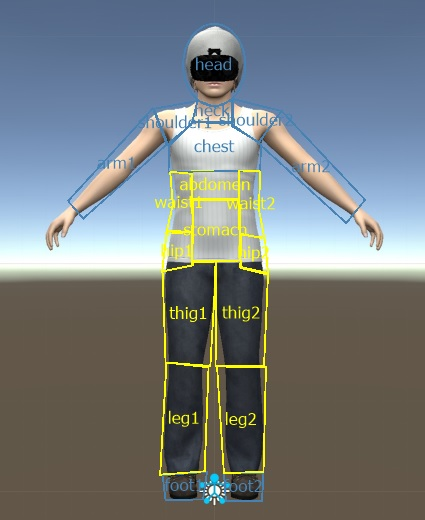 head
neck
shoulder1 shoulder2
chest
arm1 arm2
abdomen
waist1 waist2
stomach
hip1 hip2
thig1 thig2
leg1 leg2
foot1 foot2